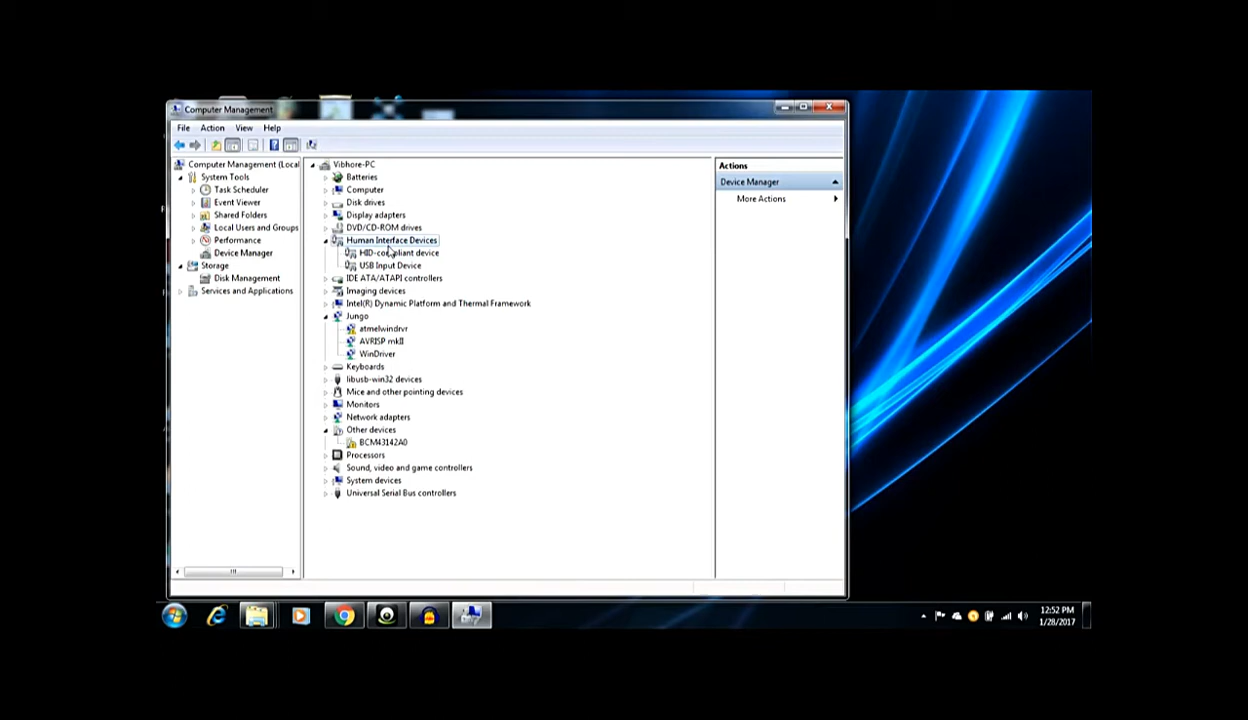 Computer Management
File Action View Help
Computer Management (Local
System Tools
Task Scheduler
Event Viewer
Shared Folders
Local Users and Groups
Performance
Device Manager
Storage
Disk Management
Services and Applications
Vibhore-PC
Batteries
Computer
Disk drives
Display adapters
DVD/CD-ROM drives
Human Interface Devices
HID-compliant device
USB Input Device
IDE ATA/ATAPI controllers
Imaging devices
Intel(R) Dynamic Platform and Thermal Framework
Jungo
atmelwindrvr
AVRISP mkII
WinDriver
Keyboards
libusb-win32 devices
Mice and other pointing devices
Monitors
Network adapters
Other devices
BCM43142A0
Processors
Sound, video and game controllers
System devices
Universal Serial Bus controllers
Actions
Device Manager
More Actions
12:52 PM
1/28/2017